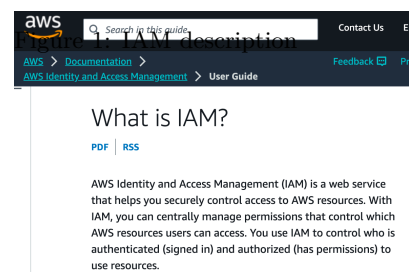 aws
Search in this guide
Contact Us
E
Figure 1: IAM description
AWS > Documentation >
Feedback
Pr
AWS Identity and Access Management > User Guide
What is IAM?
PDF | RSS
AWS Identity and Access Management (IAM) is a web service
that helps you securely control access to AWS resources. With
IAM, you can centrally manage permissions that control which
AWS resources users can access. You use IAM to control who is
authenticated (signed in) and authorized (has permissions) to
use resources.